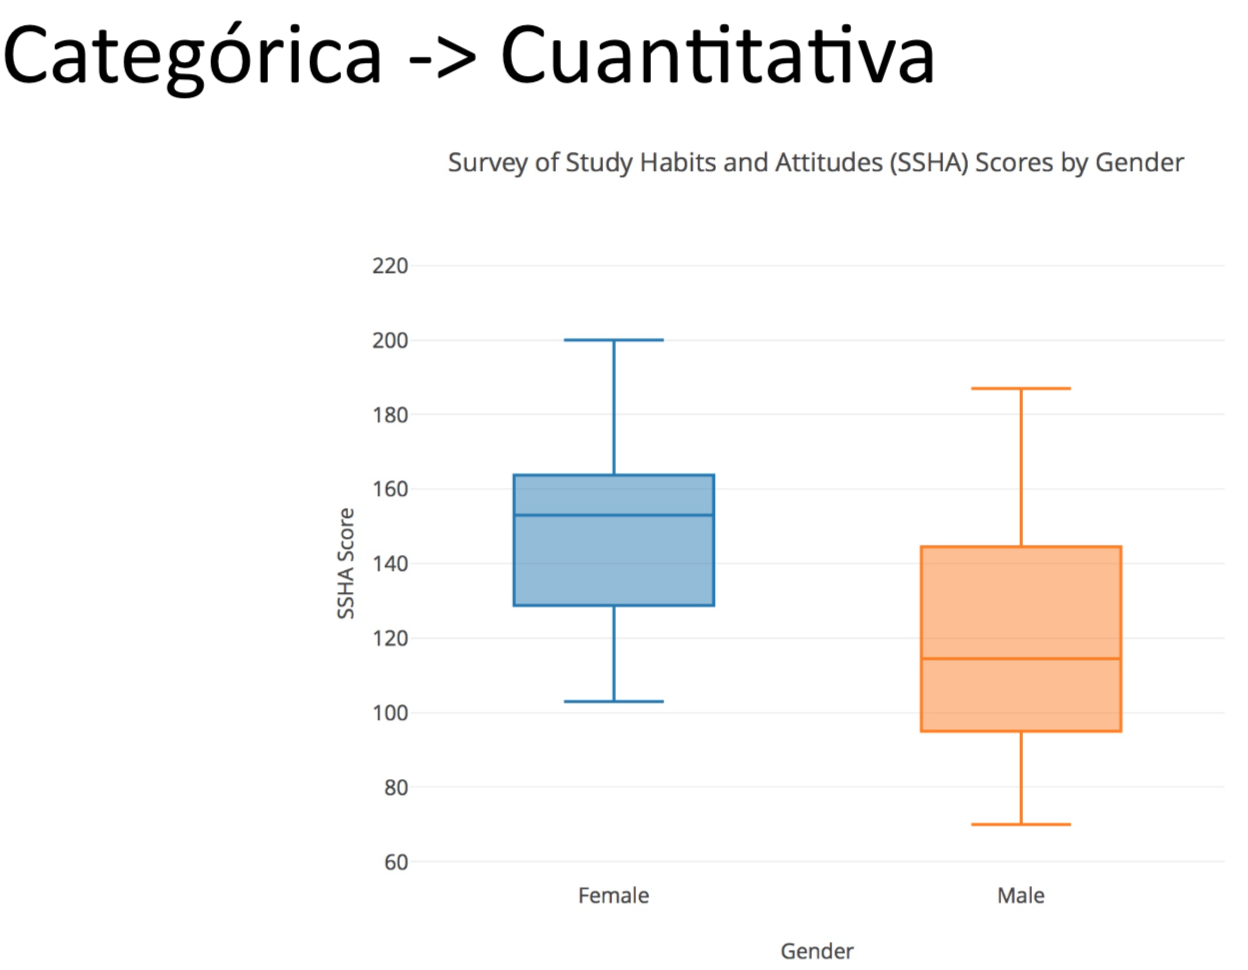 Categórica -> Cuantitativa
Survey of Study Habits and Attitudes (SSHA) Scores by Gender
220
200
180
160
140
120
100
80
60
SSHA Score
Female Male
Gender